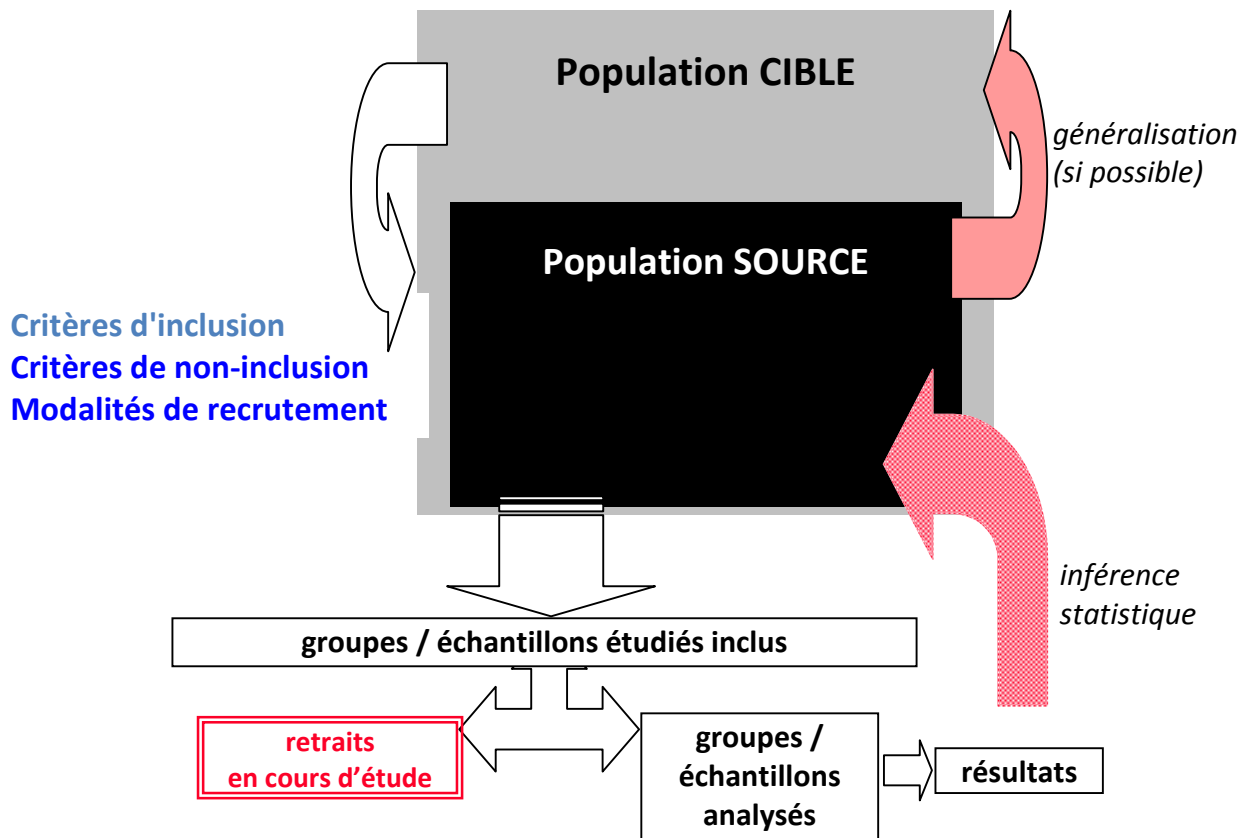 Population CIBLE
généralisation
(si possible)
Population SOURCE
Critères d'inclusion
Critères de non-inclusion
Modalités de recrutement
inférence
statistique
groupes / échantillons étudiés inclus
retraits
en cours d’étude
groupes /
échantillons
analysés
résultats